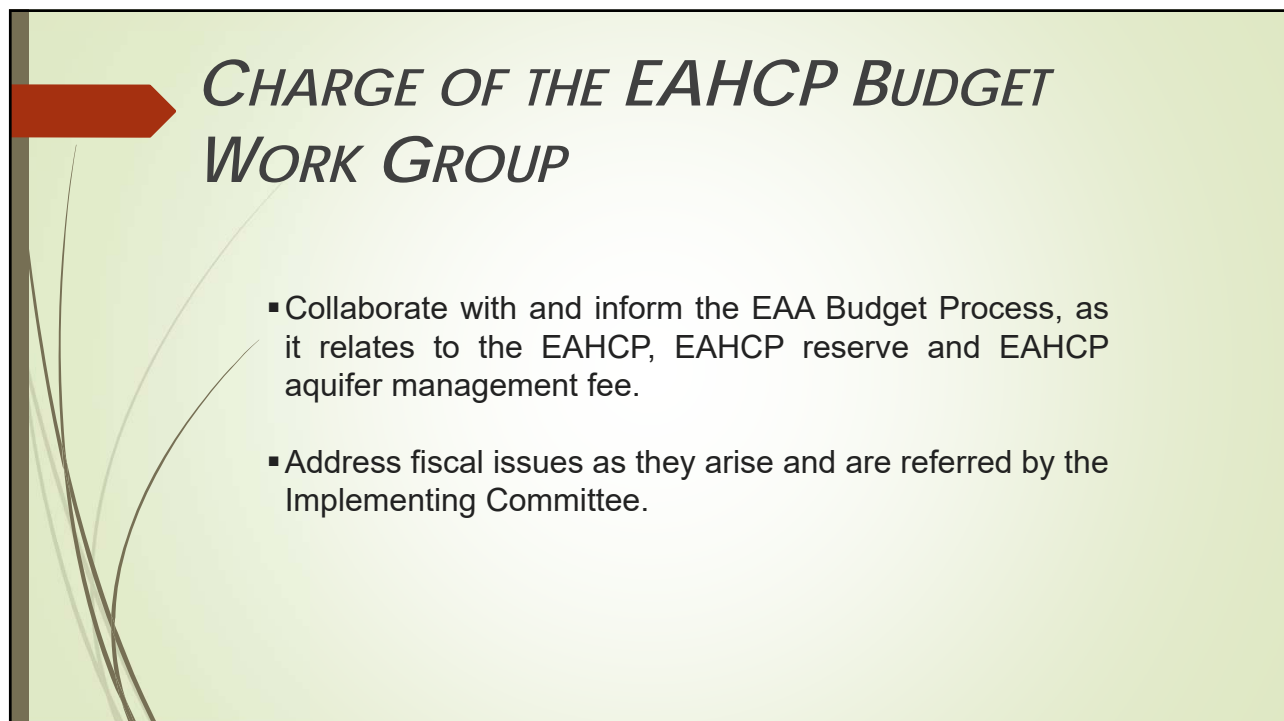 CHARGE OF THE EAHCP BUDGET
WORK GROUP
▪Collaborate with and inform the EAA Budget Process, as
it relates to the EAHCP, EAHCP reserve and EAHCP
aquifer management fee.
▪Address fiscal issues as they arise and are referred by the
Implementing Committee.